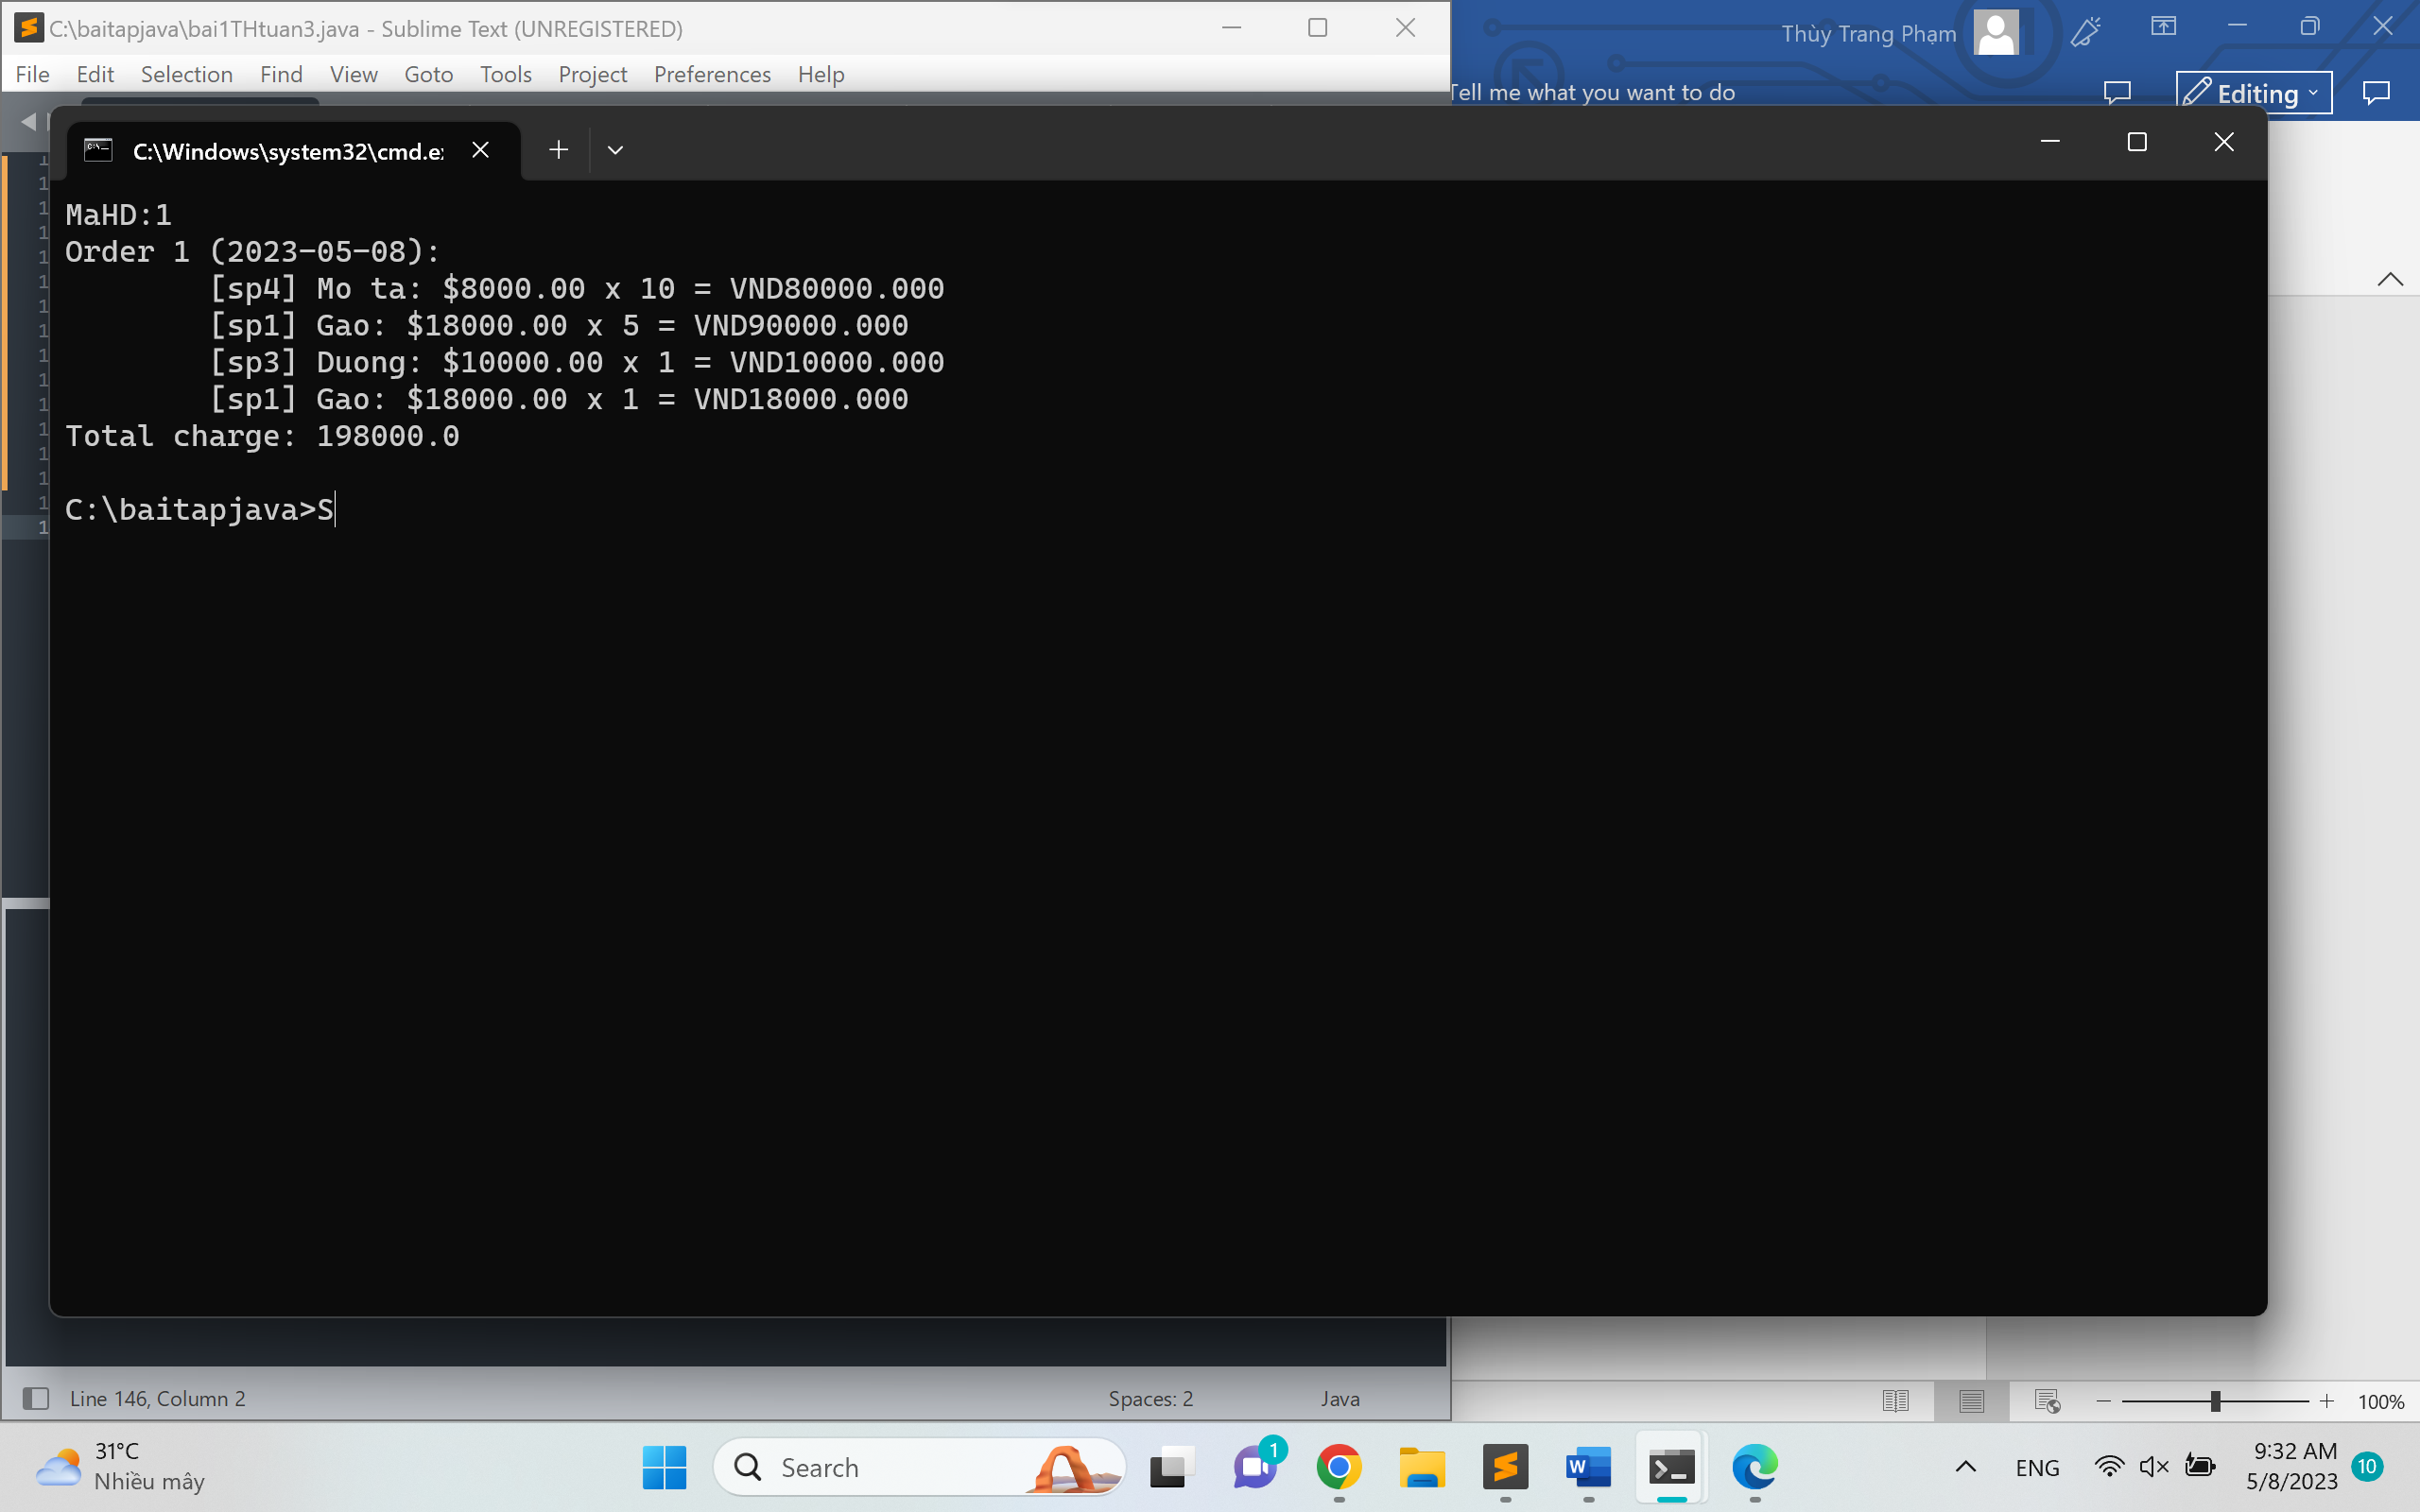 C:\baitapjava\bai1THtuan3.java - Sublime Text (UNREGISTERED)
File Edit Selection Find View Goto Tools Project Preferences Help
Thùy Trang Phạm
Tell me what you want to do
Editing
C:\Windows\system32\cmd.e
MaHD:1
Order 1 (2023-05-08):
[sp4] Mo ta: $8000.00 x 10 = VND80000.000
[sp1] Gao: $18000.00 x 5 = VND90000.000
[sp3] Duong: $10000.00 x 1 = VND10000.000
[sp1] Gao: $18000.00 x 1 = VND18000.000
Total charge: 198000.0
C:\baitapjava>S
Line 146, Column 2
Spaces: 2
Java
100%
31°C
Nhiều mây
Search
1
ENG
9:32 AM
5/8/2023
10